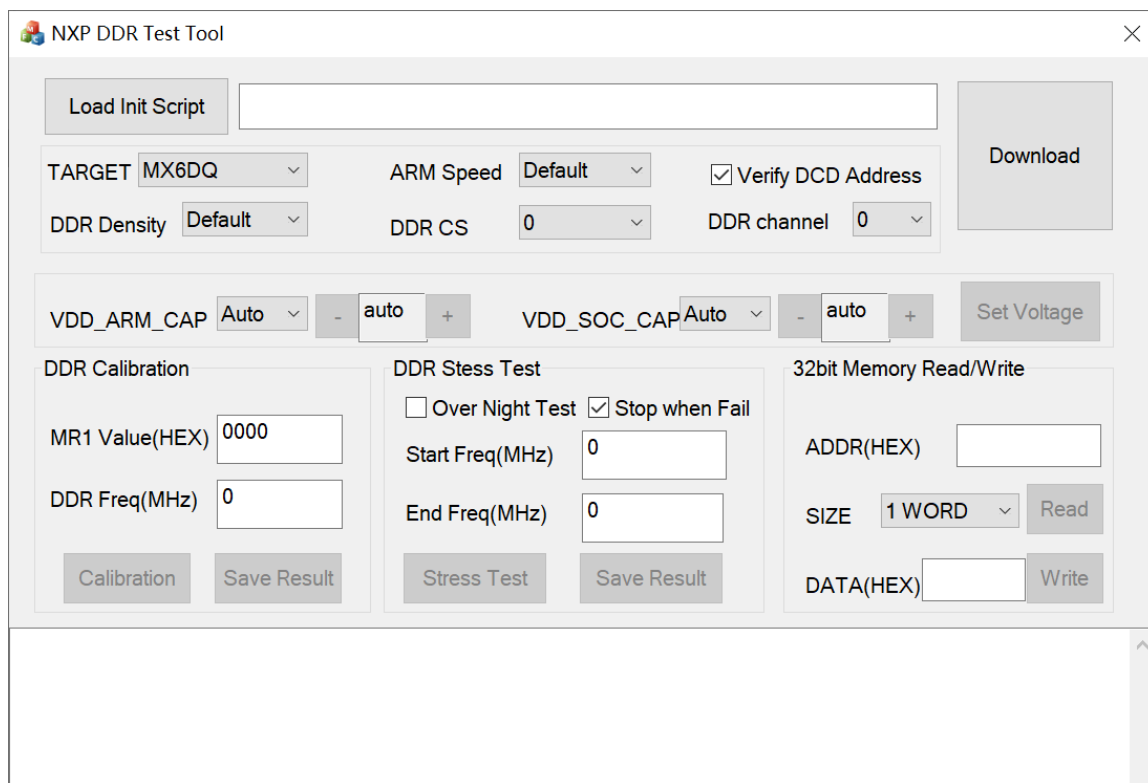 NXP DDR Test Tool
Load Init Script
Download
TARGET MX6DQ ARM Speed Default Verify DCD Address
DDR Density Default DDR CS 0 DDR channel 0
VDD_ARM_CAP Auto - auto + VDD_SOC_CAP Auto - auto + Set Voltage
DDR Calibration
MR1 Value(HEX) 0000
DDR Freq(MHz) 0
Calibration Save Result
DDR Stess Test
Over Night Test Stop when Fail
Start Freq(MHz) 0
End Freq(MHz) 0
Stress Test Save Result
32bit Memory Read/Write
ADDR(HEX)
SIZE 1 WORD Read
DATA(HEX) Write